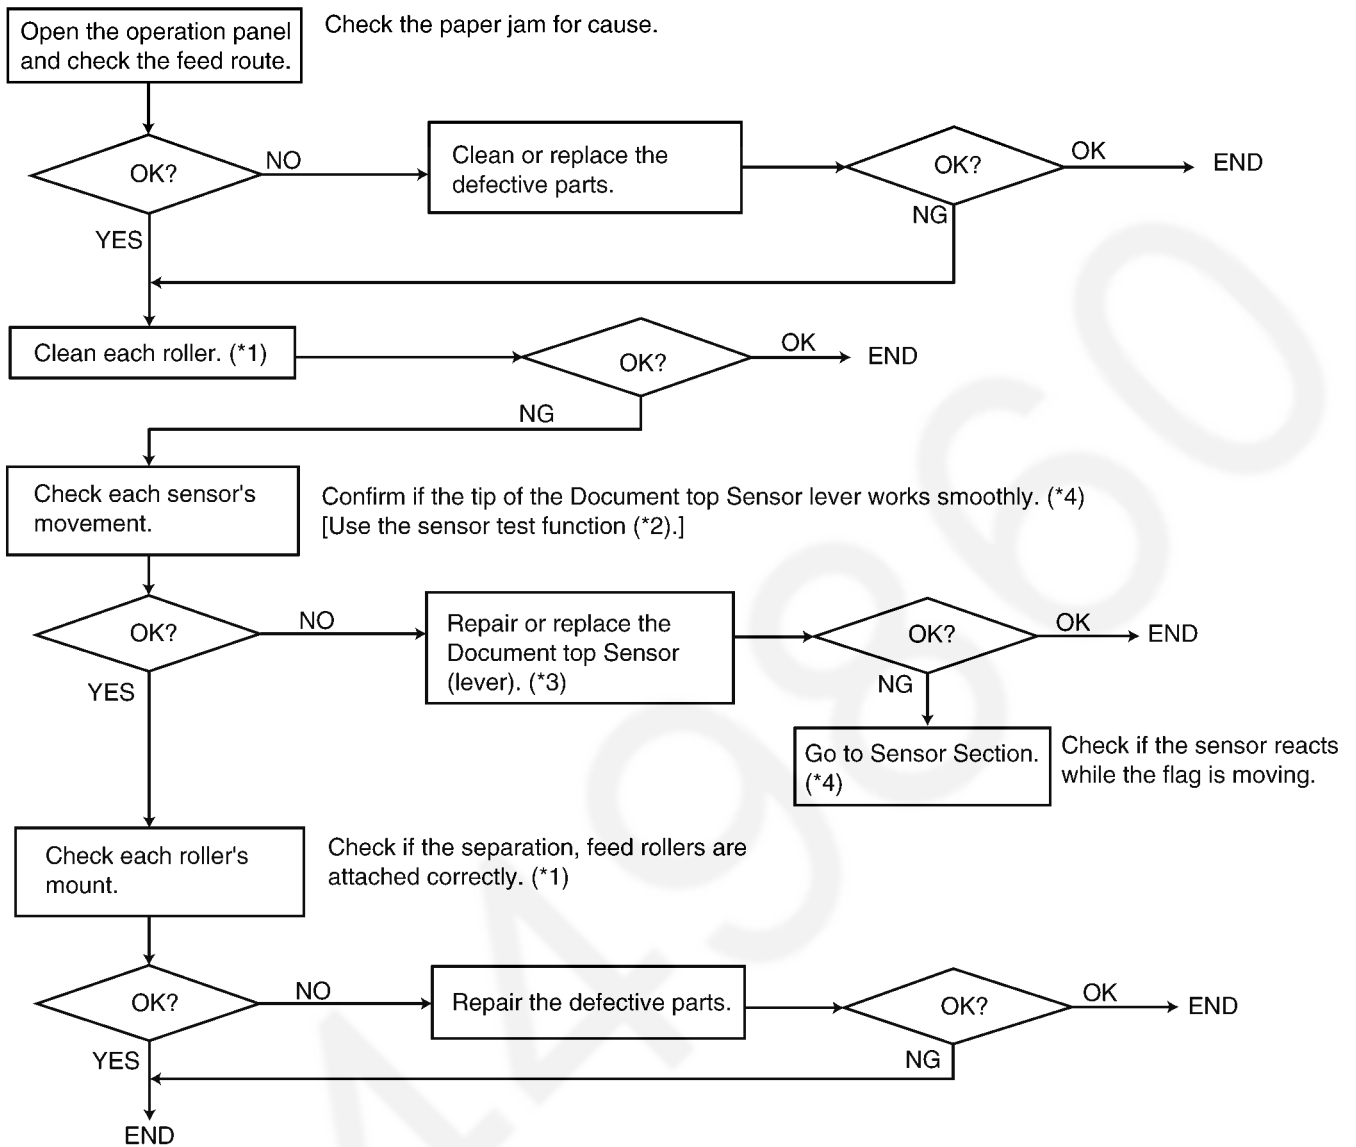 Open the operation panel
and check the feed route.
Check the paper jam for cause.
OK?
NO
Clean or replace the
defective parts.
OK?
OK
END
NG
YES
Clean each roller. (*1)
OK?
OK
END
NG
Check each sensor's
movement.
Confirm if the tip of the Document top Sensor lever works smoothly. (*4)
[Use the sensor test function (*2).]
OK?
NO
Repair or replace the
Document top Sensor
(lever). (*3)
OK?
OK
END
YES
NG
Go to Sensor Section.
(*4)
Check if the sensor reacts
while the flag is moving.
Check each roller's
mount.
Check if the separation, feed rollers are
attached correctly. (*1)
OK?
NO
Repair the defective parts.
OK?
OK
END
YES
NG
END
449860